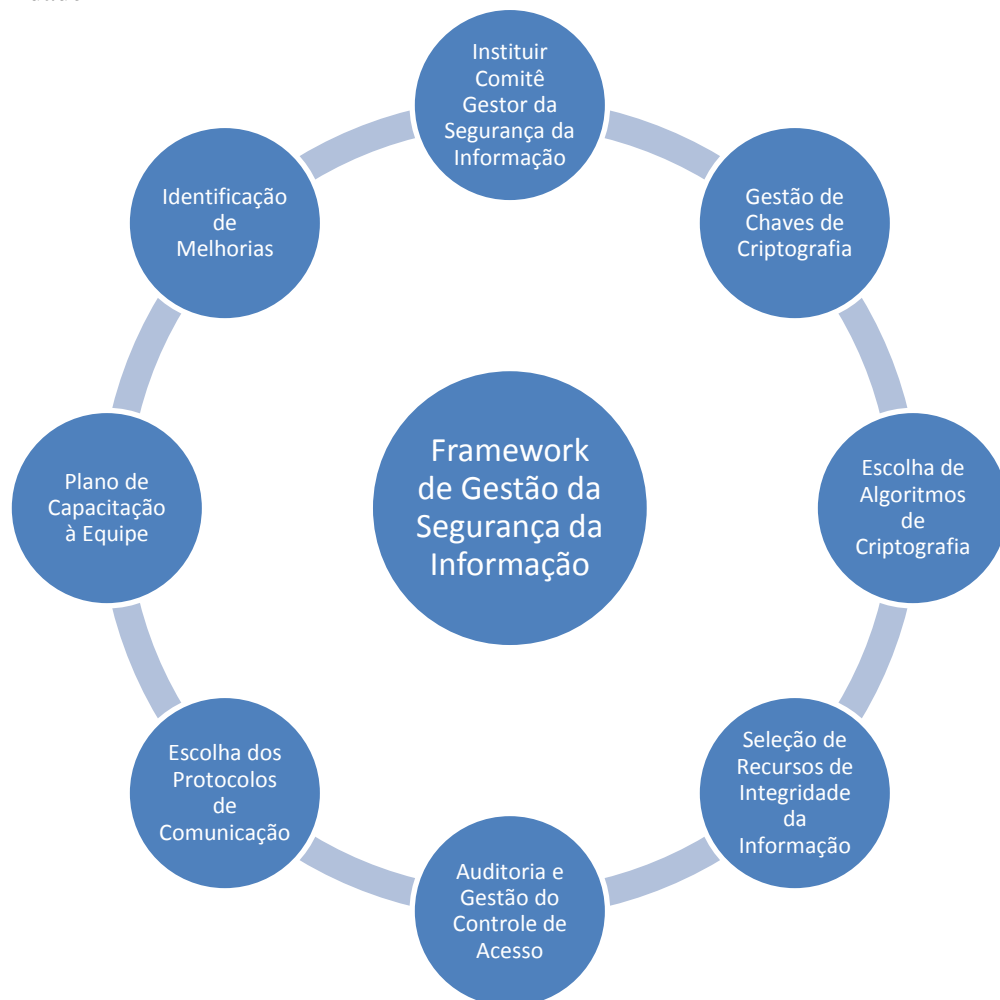 Instituir
Comitê
Gestor da
Segurança da
Informação
Gestão de
Chaves de
Criptografia
Escolha de
Algoritmos
de
Criptografia
Seleção de
Recursos de
Integridade
da
Informação
Auditoria e
Gestão do
Controle de
Acesso
Escolha dos
Protocolos
de
Comunicação
Plano de
Capacitação
à Equipe
Identificação
de
Melhorias
Framework
de Gestão da
Segurança da
Informação